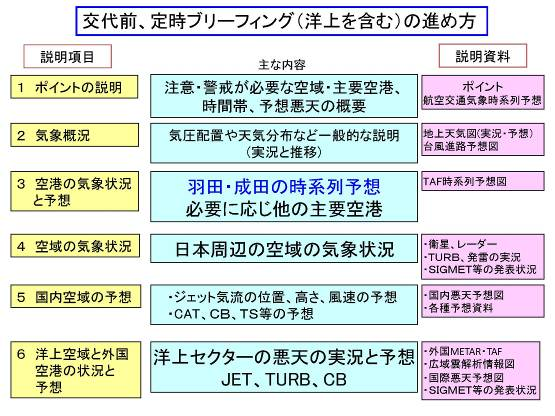 交代前、定時ブリーフィング（洋上を含む）の進め方
説明項目
主な内容
説明資料
１ ポイントの説明
注意・警戒が必要な空域・主要空港、
時間帯、予想悪天の概要
ポイント
航空交通気象時系列予想
２ 気象概況
気圧配置や天気分布など一般的な説明
（実況と推移）
地上天気図（実況・予想）
台風進路予想図
３ 空港の気象状況
と予想
羽田・成田の時系列予想
必要に応じ他の主要空港
TAF時系列予想図
４ 空域の気象状況
日本周辺の空域の気象状況
・衛星、レーダー
・TURB、発雷の実況
・SIGMET等の発表状況
５ 国内空域の予想
・ジェット気流の位置、高さ、風速の予想
・CAT、CB、TS等の予想
・国内悪天予想図
・各種予想資料
６ 洋上空域と外国
空港の状況と
予想
洋上セクターの悪天の実況と予想
JET、TURB、CB
・外国METAR・TAF
・広域雲解析情報図
・国際悪天予想図
・SIGMET等の発表状況